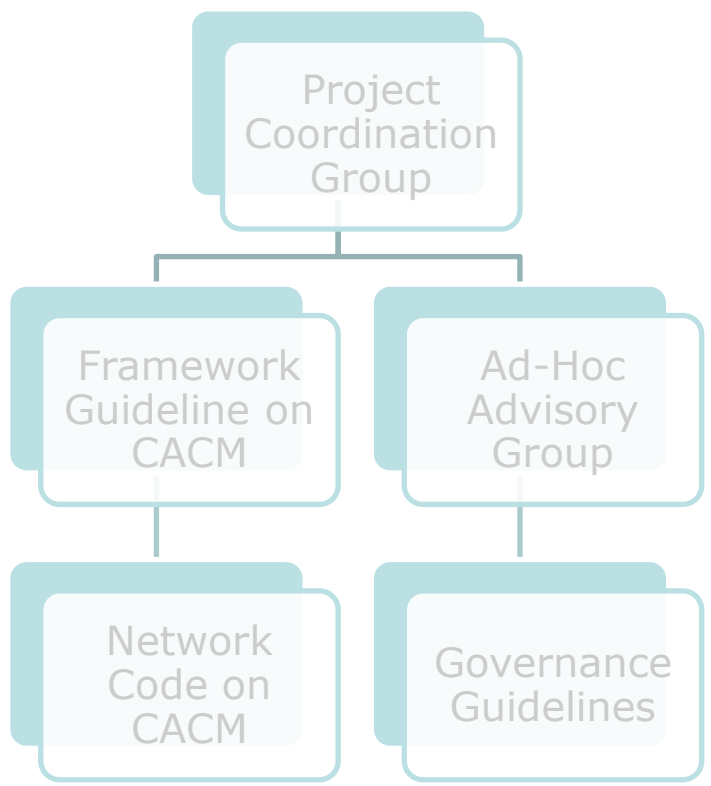 Project
Coordination
Group
Framework
Guideline on
CACM
Ad-Hoc
Advisory
Group
Network
Code on
CACM
Governance
Guidelines